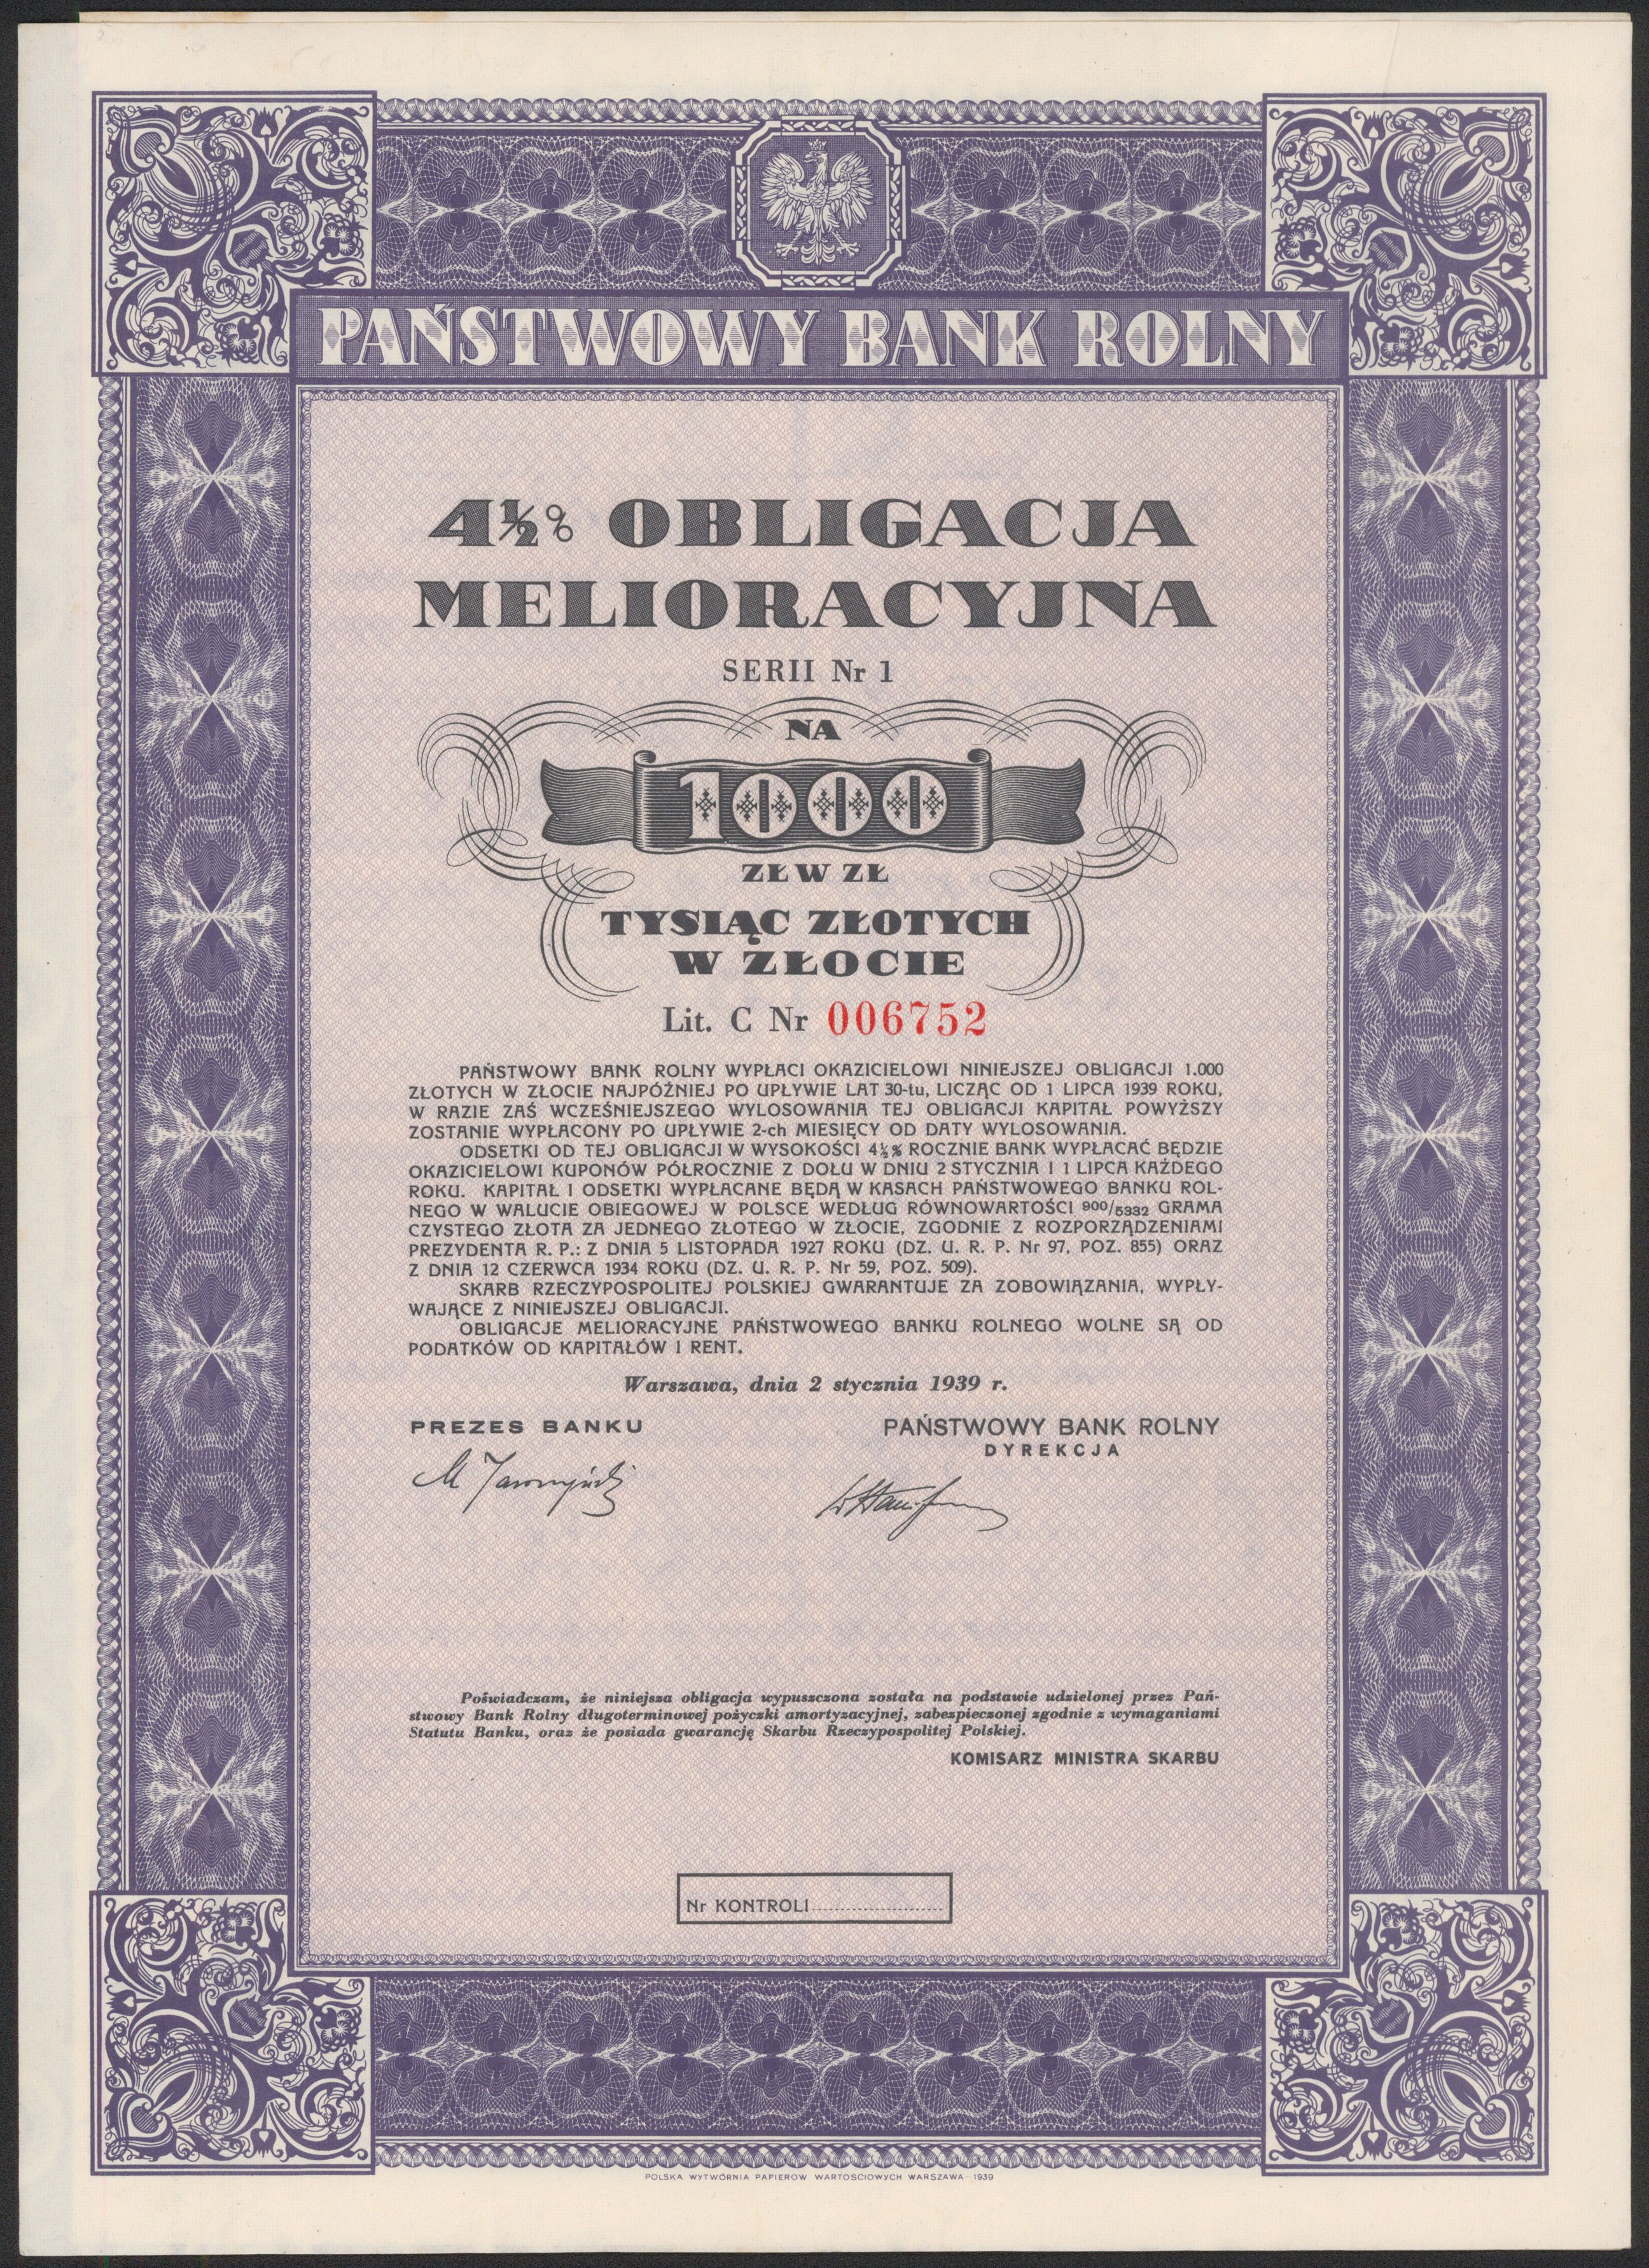 PAŃSTWOWY BANK ROLNY
4½% OBLIGACJA
MELIORACYJNA
SERII Nr 1
NA
1000
ZŁ W ZŁ
TYSIĄC ZŁOTYCH
W ZŁOCIE
Lit. C Nr 006752
PAŃSTWOWY BANK ROLNY WYPŁACI OKAZICIELOWI NINIEJSZEJ OBLIGACJI 1.000
ZŁOTYCH W ZŁOCIE NAJPÓŹNIEJ PO UPŁYWIE LAT 30-tu, LICZĄC OD 1 LIPCA 1939 ROKU,
W RAZIE ZAŚ WCZEŚNIEJSZEGO WYLOSOWANIA TEJ OBLIGACJI KAPITAŁ POWYŻSZY
ZOSTANIE WYPŁACONY PO UPŁYWIE 2-ch MIESIĘCY OD DATY WYLOSOWANIA.
ODSETKI OD TEJ OBLIGACJI W WYSOKOŚCI 4½% ROCZNIE BANK WYPŁACAĆ BĘDZIE
OKAZICIELOWI KUPONÓW PÓŁROCZNIE Z DOŁU W DNIU 2 STYCZNIA I 1 LIPCA KAŻDEGO
ROKU. KAPITAŁ I ODSETKI WYPŁACANE BĘDĄ W KASACH PAŃSTWOWEGO BANKU ROL-
NEGO W WALUCIE OBIEGOWEJ W POLSCE WEDŁUG RÓWNOWARTOŚCI 900/5332 GRAMA
CZYSTEGO ZŁOTA ZA JEDNEGO ZŁOTEGO W ZŁOCIE, ZGODNIE Z ROZPORZĄDZENIAMI
PREZYDENTA R. P.: Z DNIA 5 LISTOPADA 1927 ROKU (DZ. U. R. P. Nr 97, POZ. 855) ORAZ
Z DNIA 12 CZERWCA 1934 ROKU (DZ. U. R. P. Nr 59, POZ. 509).
SKARB RZECZYPOSPOLITEJ POLSKIEJ GWARANTUJE ZA ZOBOWIĄZANIA, WYPŁY-
WAJĄCE Z NINIEJSZEJ OBLIGACJI.
OBLIGACJE MELIORACYJNE PAŃSTWOWEGO BANKU ROLNEGO WOLNE SĄ OD
PODATKÓW OD KAPITAŁÓW I RENT.
Warszawa, dnia 2 stycznia 1939 r.
PREZES BANKU
PAŃSTWOWY BANK ROLNY
DYREKCJA
Poświadczam, że niniejsza obligacja wypuszczona została na podstawie udzielonej przez Pań-
stwowy Bank Rolny długoterminowej pożyczki amortyzacyjnej, zabezpieczonej zgodnie z wymaganiami
Statutu Banku, oraz że posiada gwarancję Skarbu Rzeczypospolitej Polskiej.
KOMISARZ MINISTRA SKARBU
Nr KONTROLI
POLSKA WYTWÓRNIA PAPIERÓW WARTOŚCIOWYCH WARSZAWA - 1939